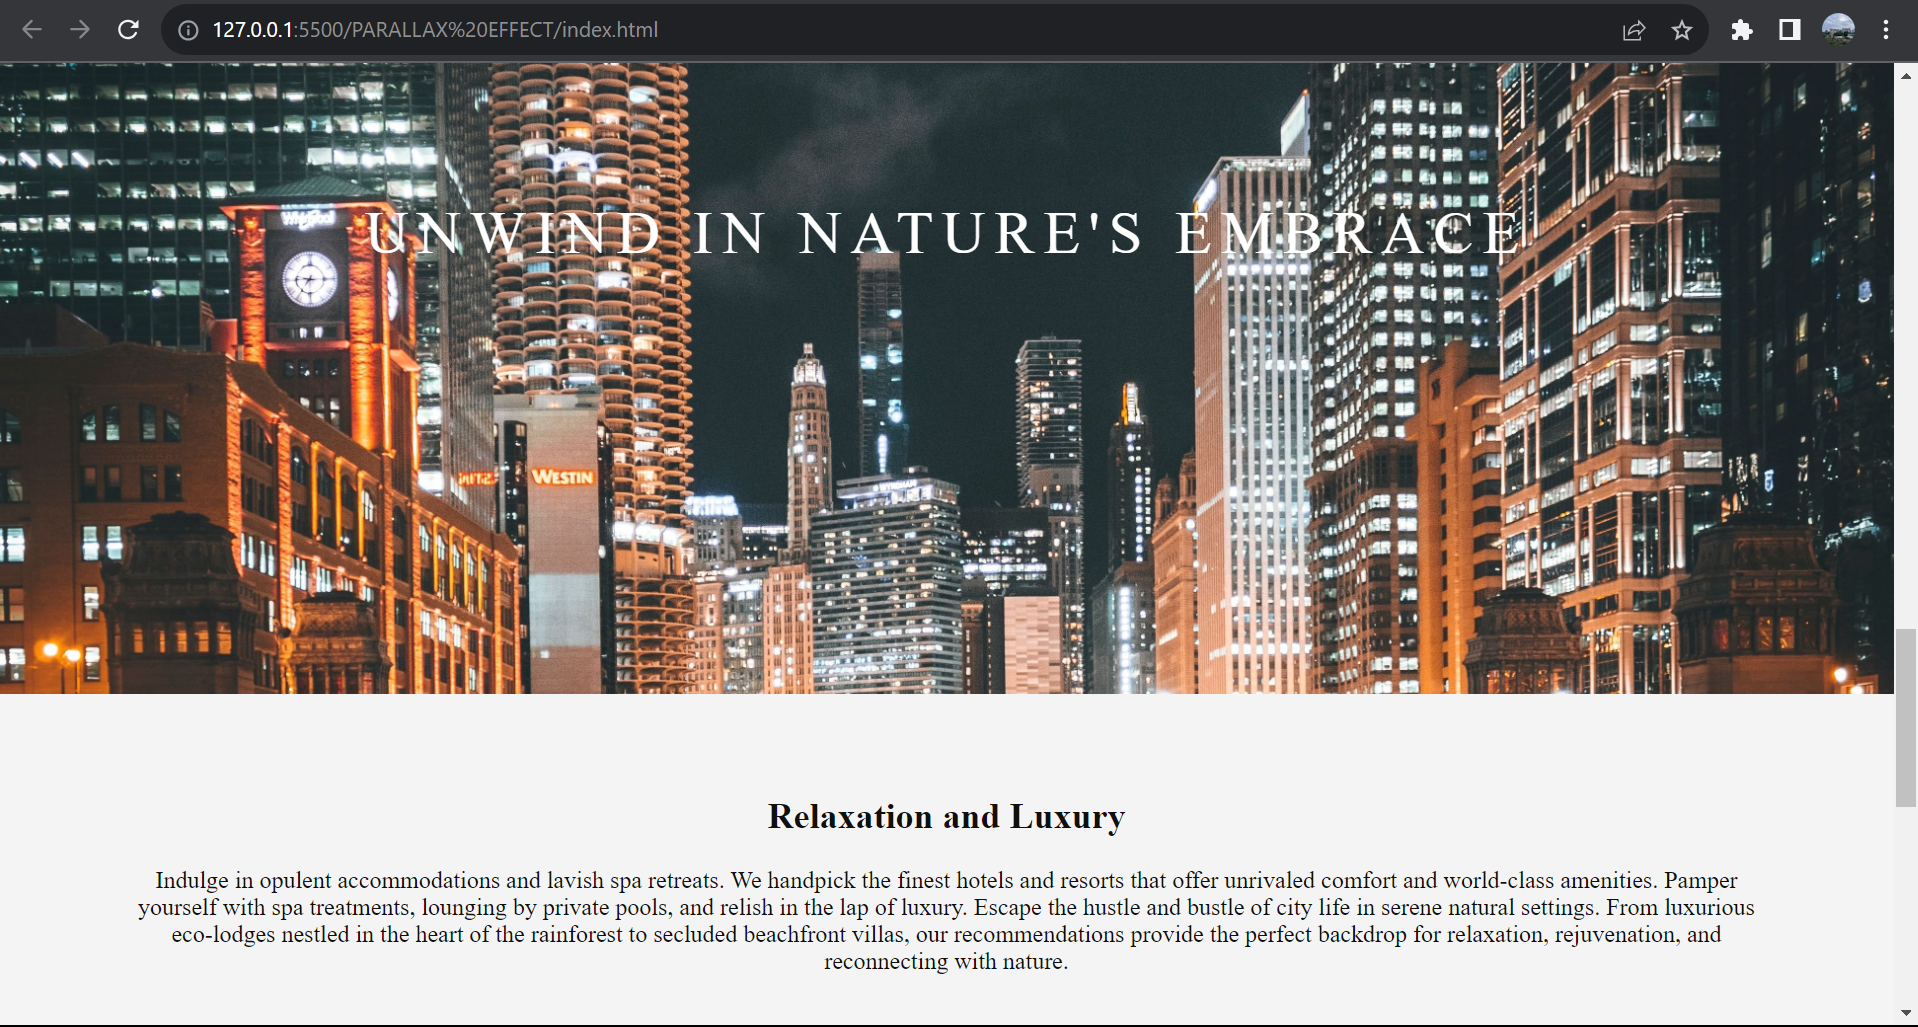 127.0.0.1:5500/PARALLAX%20EFFECT/index.html
Whirlpool
UNWIND IN NATURE'S EMBRACE
WESTIN
WYNDHAM
Relaxation and Luxury
Indulge in opulent accommodations and lavish spa retreats. We handpick the finest hotels and resorts that offer unrivaled comfort and world-class amenities. Pamper
yourself with spa treatments, lounging by private pools, and relish in the lap of luxury. Escape the hustle and bustle of city life in serene natural settings. From luxurious
eco-lodges nestled in the heart of the rainforest to secluded beachfront villas, our recommendations provide the perfect backdrop for relaxation, rejuvenation, and
reconnecting with nature.